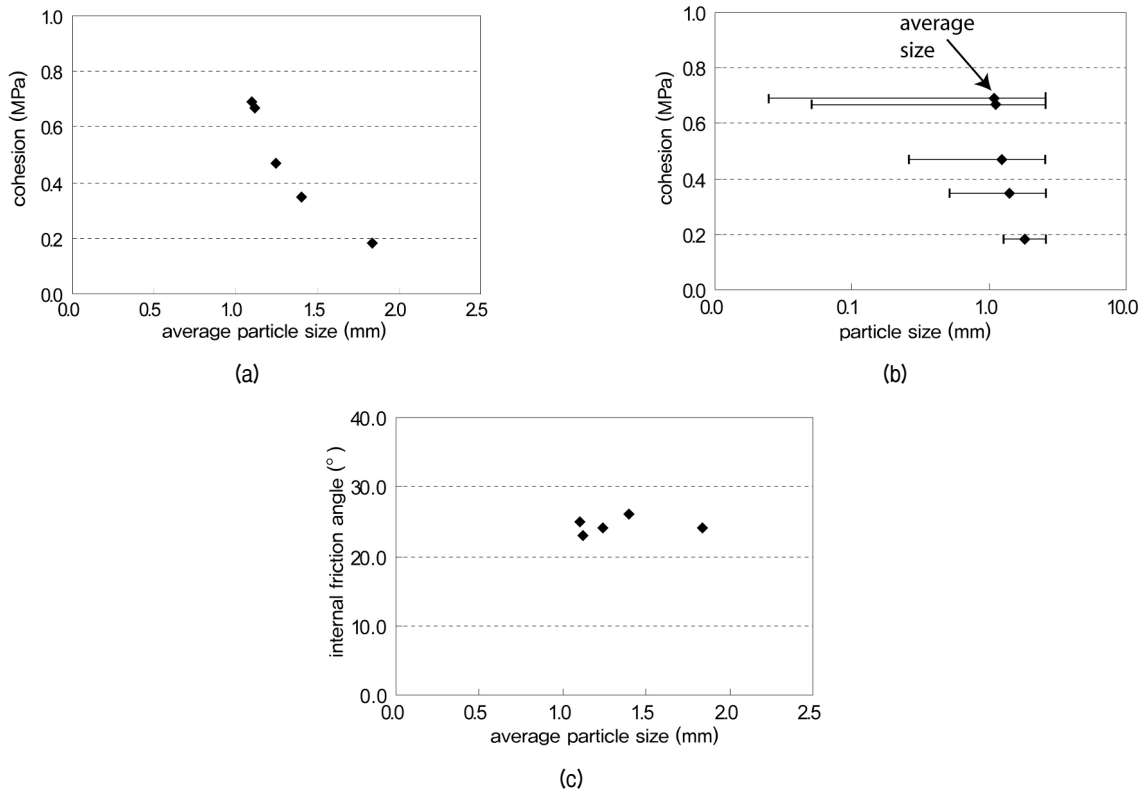 1.0
0.8
0.6
0.4
0.2
0.0
cohesion (MPa)
0.0 0.5 1.0 1.5 2.0 2.5
average particle size (mm)
(a)
1.0
0.8
0.6
0.4
0.2
0.0
cohesion (MPa)
average
size
0.0 0.1 1.0 10.0
particle size (mm)
(b)
40.0
30.0
20.0
10.0
0.0
internal friction angle (°)
0.0 0.5 1.0 1.5 2.0 2.5
average particle size (mm)
(c)